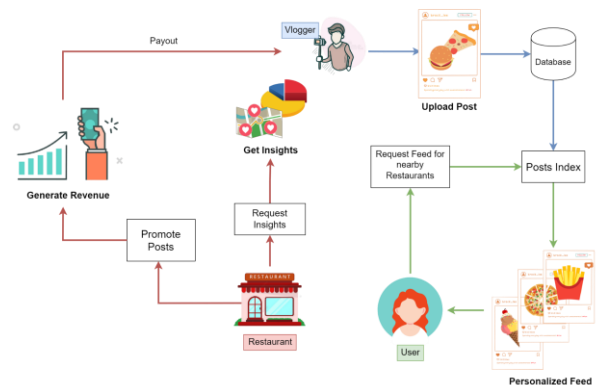 Vlogger
Payout
Database
Upload Post
Get Insights
Request Feed for
nearby
Restaurants
Posts Index
Generate Revenue
Request
Insights
Promote
Posts
RESTAURANT
Restaurant
User
Personalized Feed